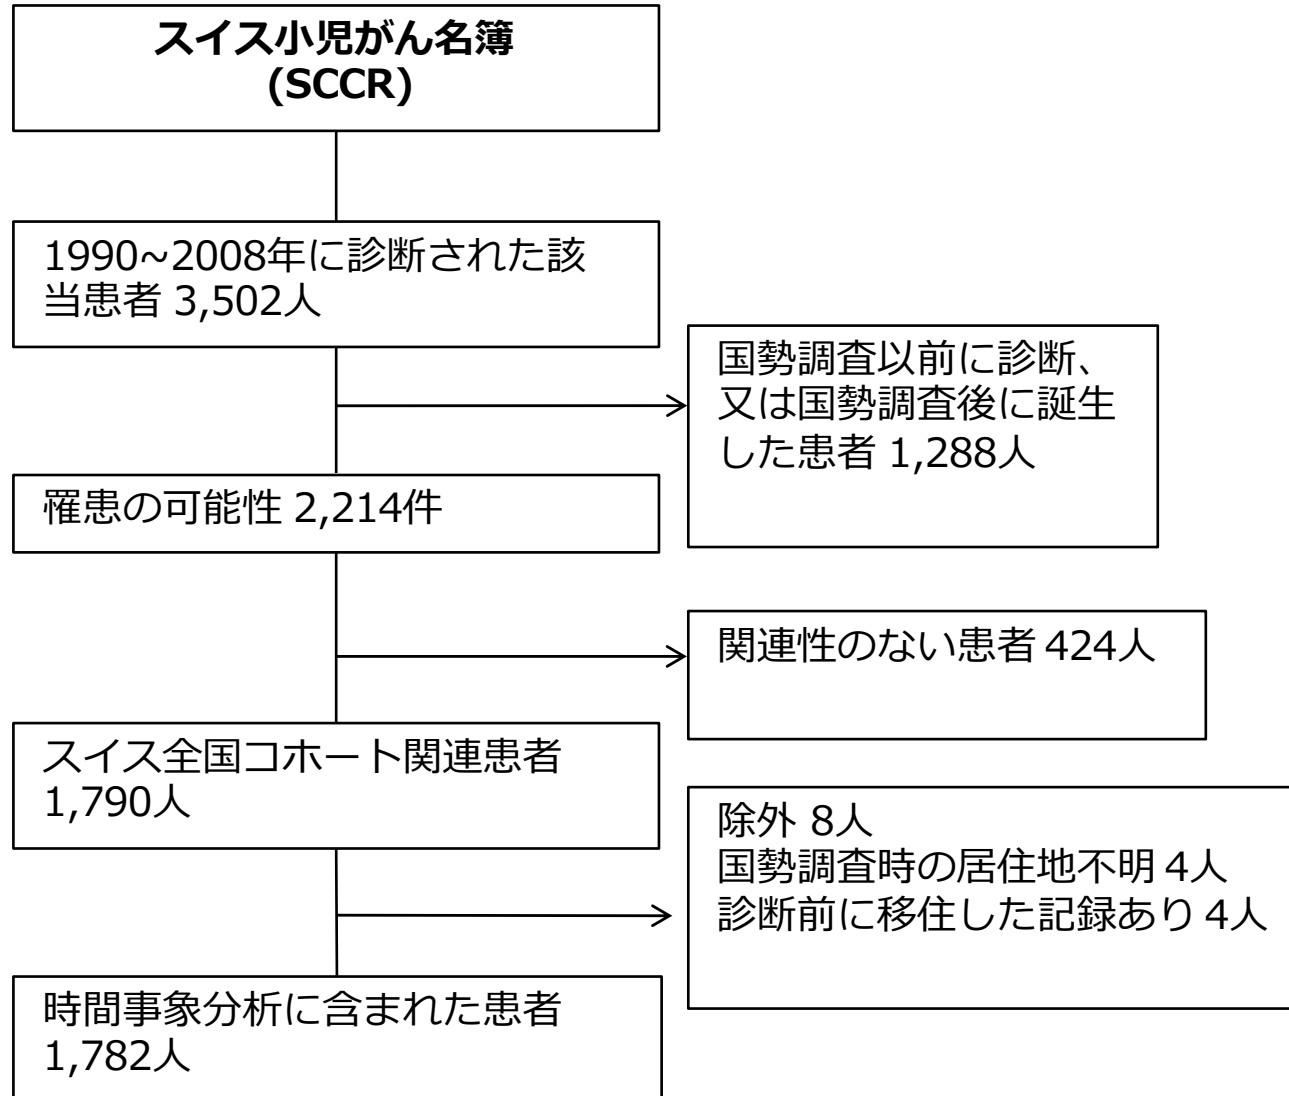 スイス小児がん名簿
(SCCR)
1990~2008年に診断された該
当患者 3,502人
国勢調査以前に診断、
又は国勢調査後に誕生
した患者 1,288人
罹患の可能性 2,214件
関連性のない患者 424人
スイス全国コホート関連患者
1,790人
除外 8人
国勢調査時の居住地不明 4人
診断前に移住した記録あり 4人
時間事象分析に含まれた患者
1,782人